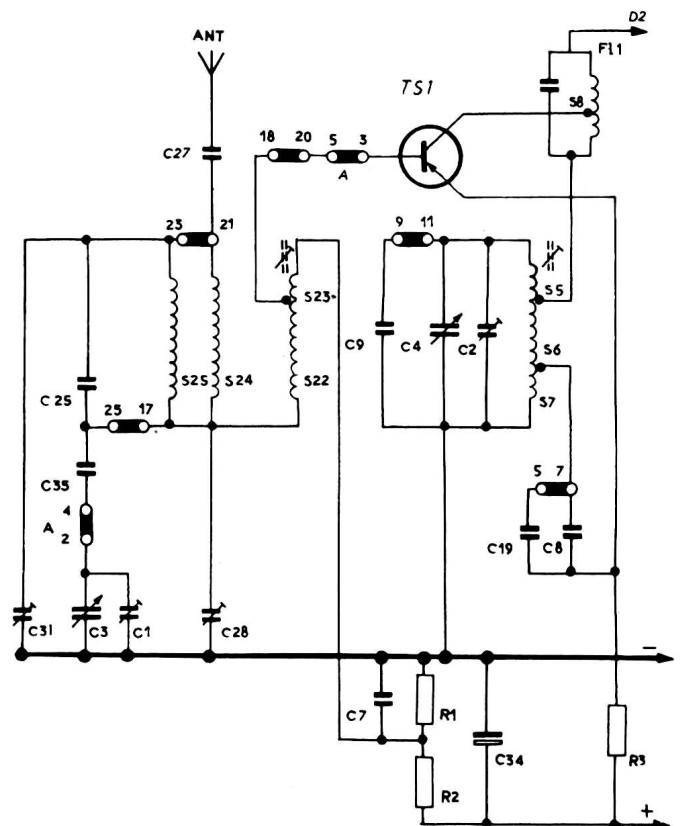 D2
ANT
TS1
Fl1
S8
C27
18 20 5 3
A
23 21
9 11
S23
S5
C9 C4 C2
S6
C25
S25 S24
S22
S7
25 17
C35
5 7
4
A
2
C19 C8
C31 C3 C1 C28
−
C7
R1
C34
R3
R2
+